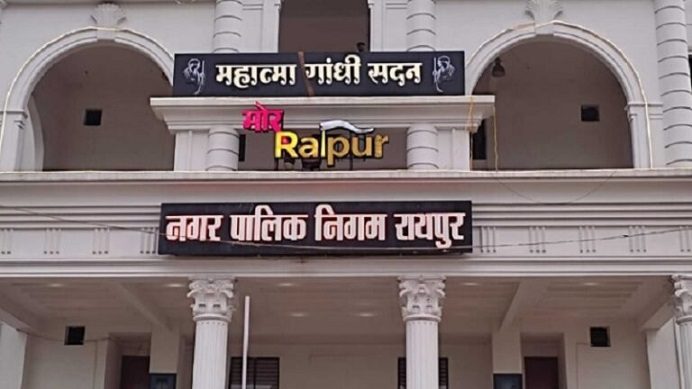 महात्मा गांधी सदन
मोर
Raipur
नगर पालिक निगम रायपुर